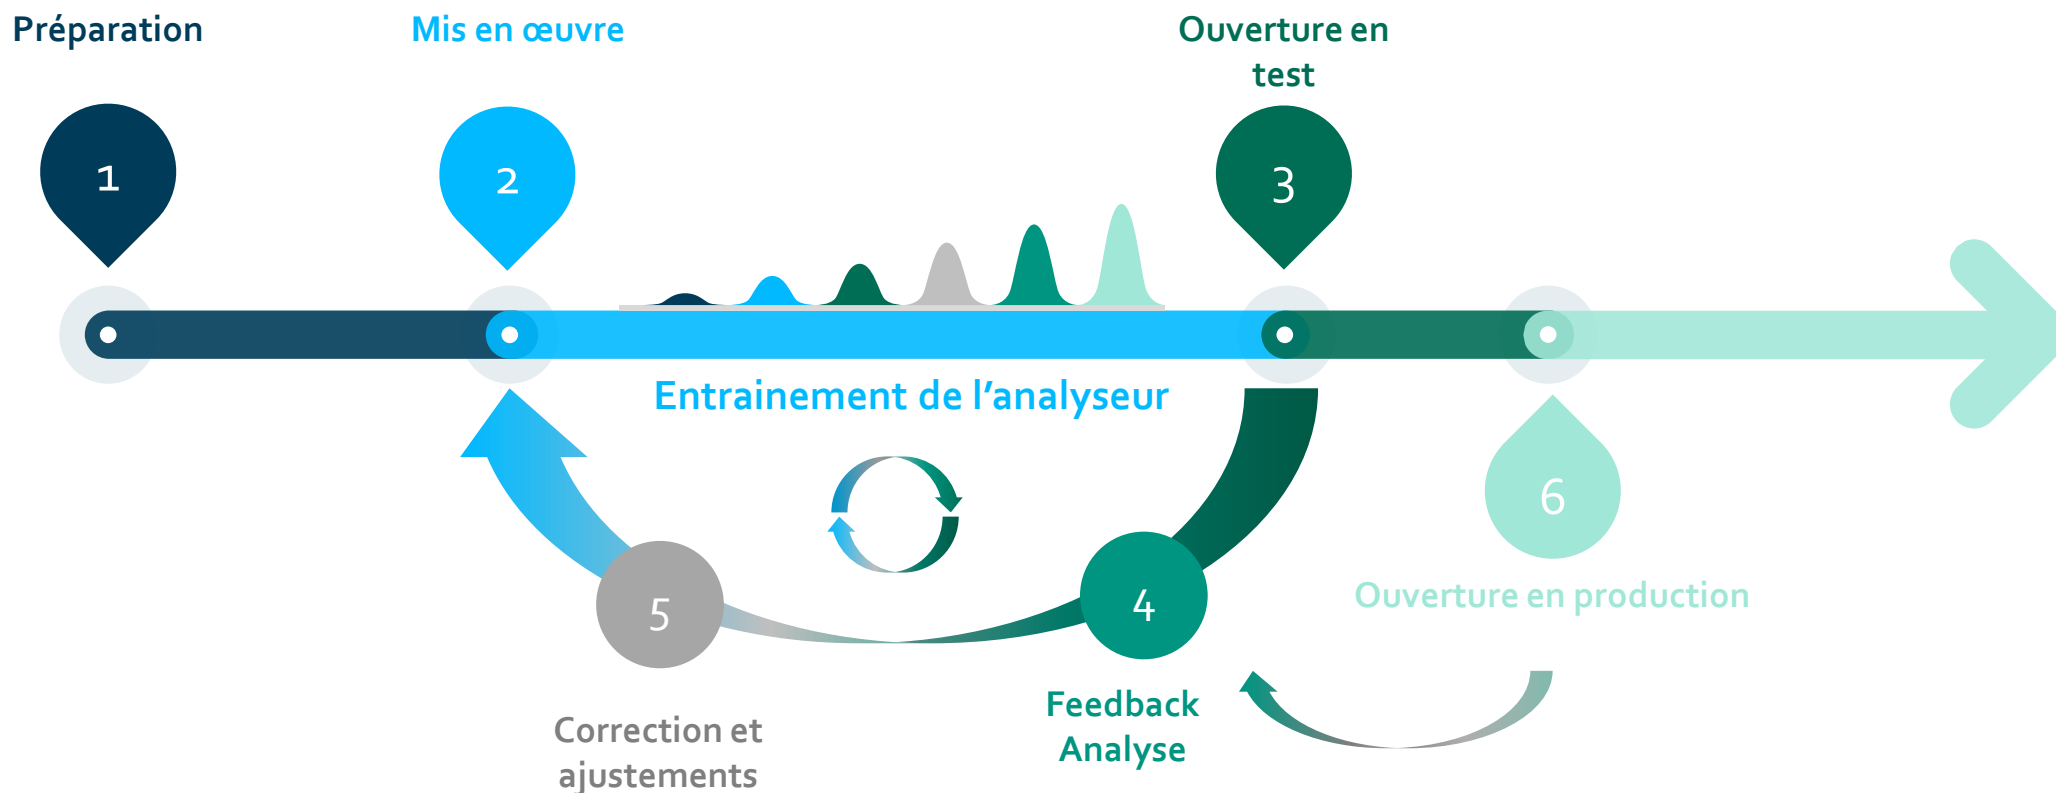 Préparation
Mis en œuvre
Ouverture en
test
1
2
3
Entrainement de l’analyseur
6
5
4
Ouverture en production
Feedback
Analyse
Correction et
ajustements